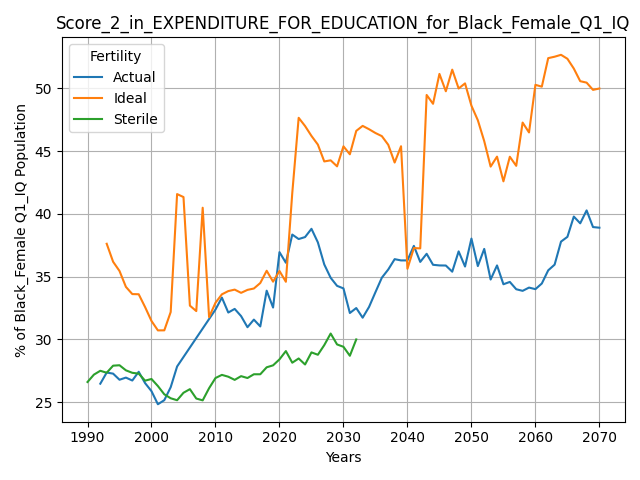 Score_2_in_EXPENDITURE_FOR_EDUCATION_for_Black_Female_Q1_IQ
Fertility
Actual
Ideal
Sterile
% of Black_Female Q1_IQ Population
50
45
40
35
30
25
1990 2000 2010 2020 2030 2040 2050 2060 2070
Years